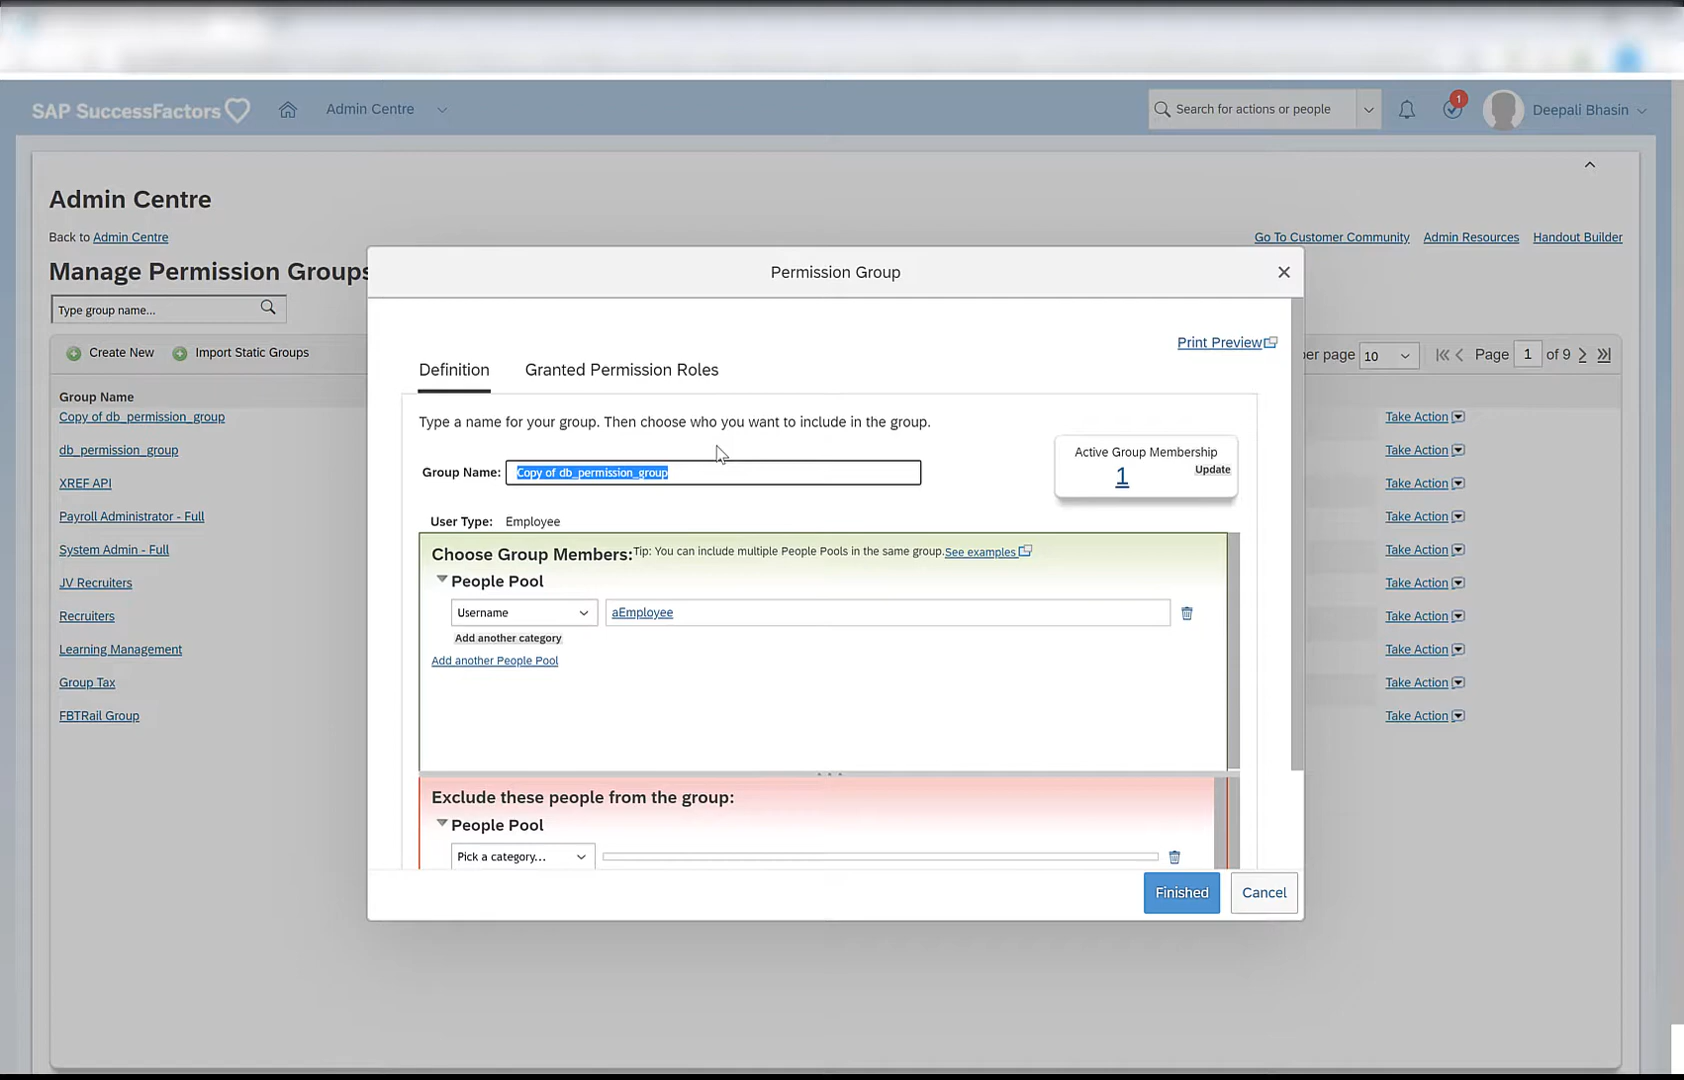 SAP SuccessFactors
Admin Centre
Search for actions or people
1
Deepali Bhasin
Admin Centre
Back to Admin Centre
Go To Customer Community
Admin Resources
Handout Builder
Manage Permission Groups
Type group name...
Create New
Import Static Groups
per page
10
Page
1
of 9
Group Name
Copy of db_permission_group
Take Action
db_permission_group
Take Action
XREF API
Take Action
Payroll Administrator - Full
Take Action
System Admin - Full
Take Action
JV Recruiters
Take Action
Recruiters
Take Action
Learning Management
Take Action
Group Tax
Take Action
FBTRail Group
Take Action
Permission Group
Print Preview
Definition
Granted Permission Roles
Type a name for your group. Then choose who you want to include in the group.
Group Name:
Copy of db_permission_group
Active Group Membership
1
Update
User Type: Employee
Choose Group Members:Tip: You can include multiple People Pools in the same group.See examples
People Pool
Username
aEmployee
Add another category
Add another People Pool
Exclude these people from the group:
People Pool
Pick a category...
Finished
Cancel